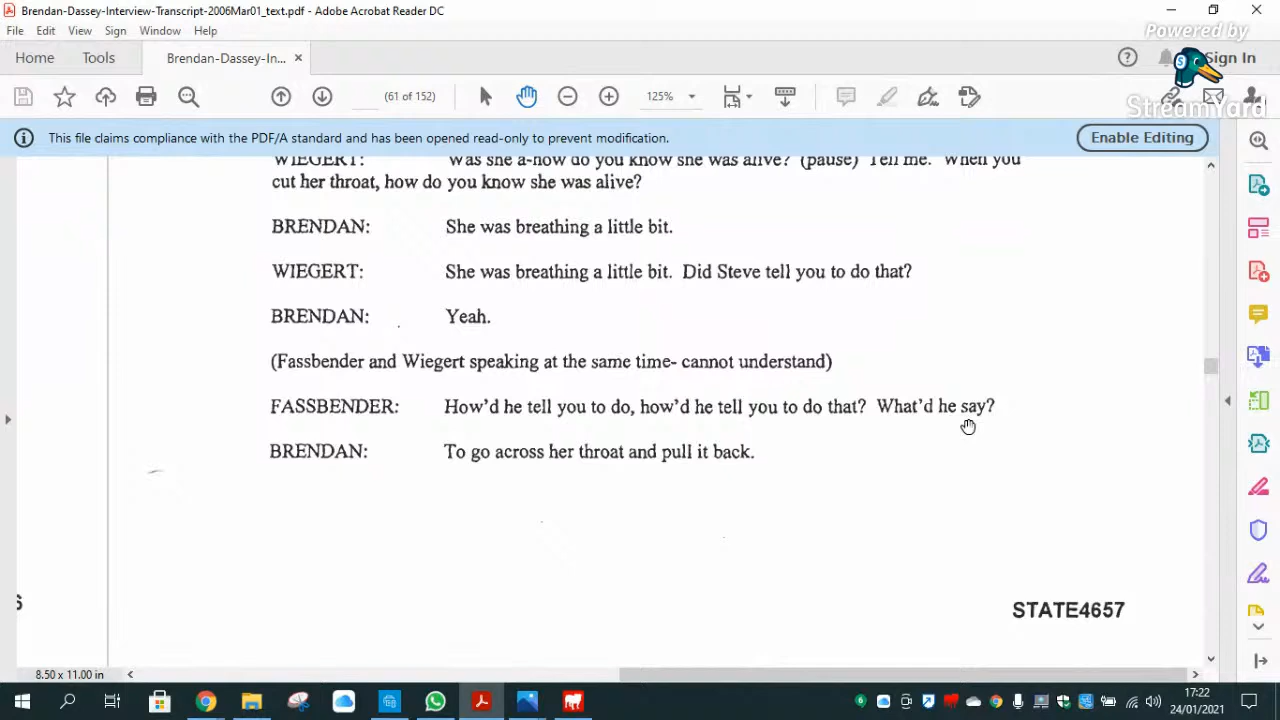 Brendan-Dassey-Interview-Transcript-2006Mar01_text.pdf - Adobe Acrobat Reader DC
Powered by
File Edit View Sign Window Help
Home Tools Brendan-Dassey-In... × Sign In
StreamYard
(61 of 152) 125%
This file claims compliance with the PDF/A standard and has been opened read-only to prevent modification. Enable Editing
WIEGERT: Was she a-how do you know she was alive? (pause) Tell me. When you
cut her throat, how do you know she was alive?
BRENDAN: She was breathing a little bit.
WIEGERT: She was breathing a little bit. Did Steve tell you to do that?
BRENDAN: Yeah.
(Fassbender and Wiegert speaking at the same time- cannot understand)
FASSBENDER: How'd he tell you to do, how'd he tell you to do that? What'd he say?
BRENDAN: To go across her throat and pull it back.
STATE4657
8.50 x 11.00 in
17:22
24/01/2021